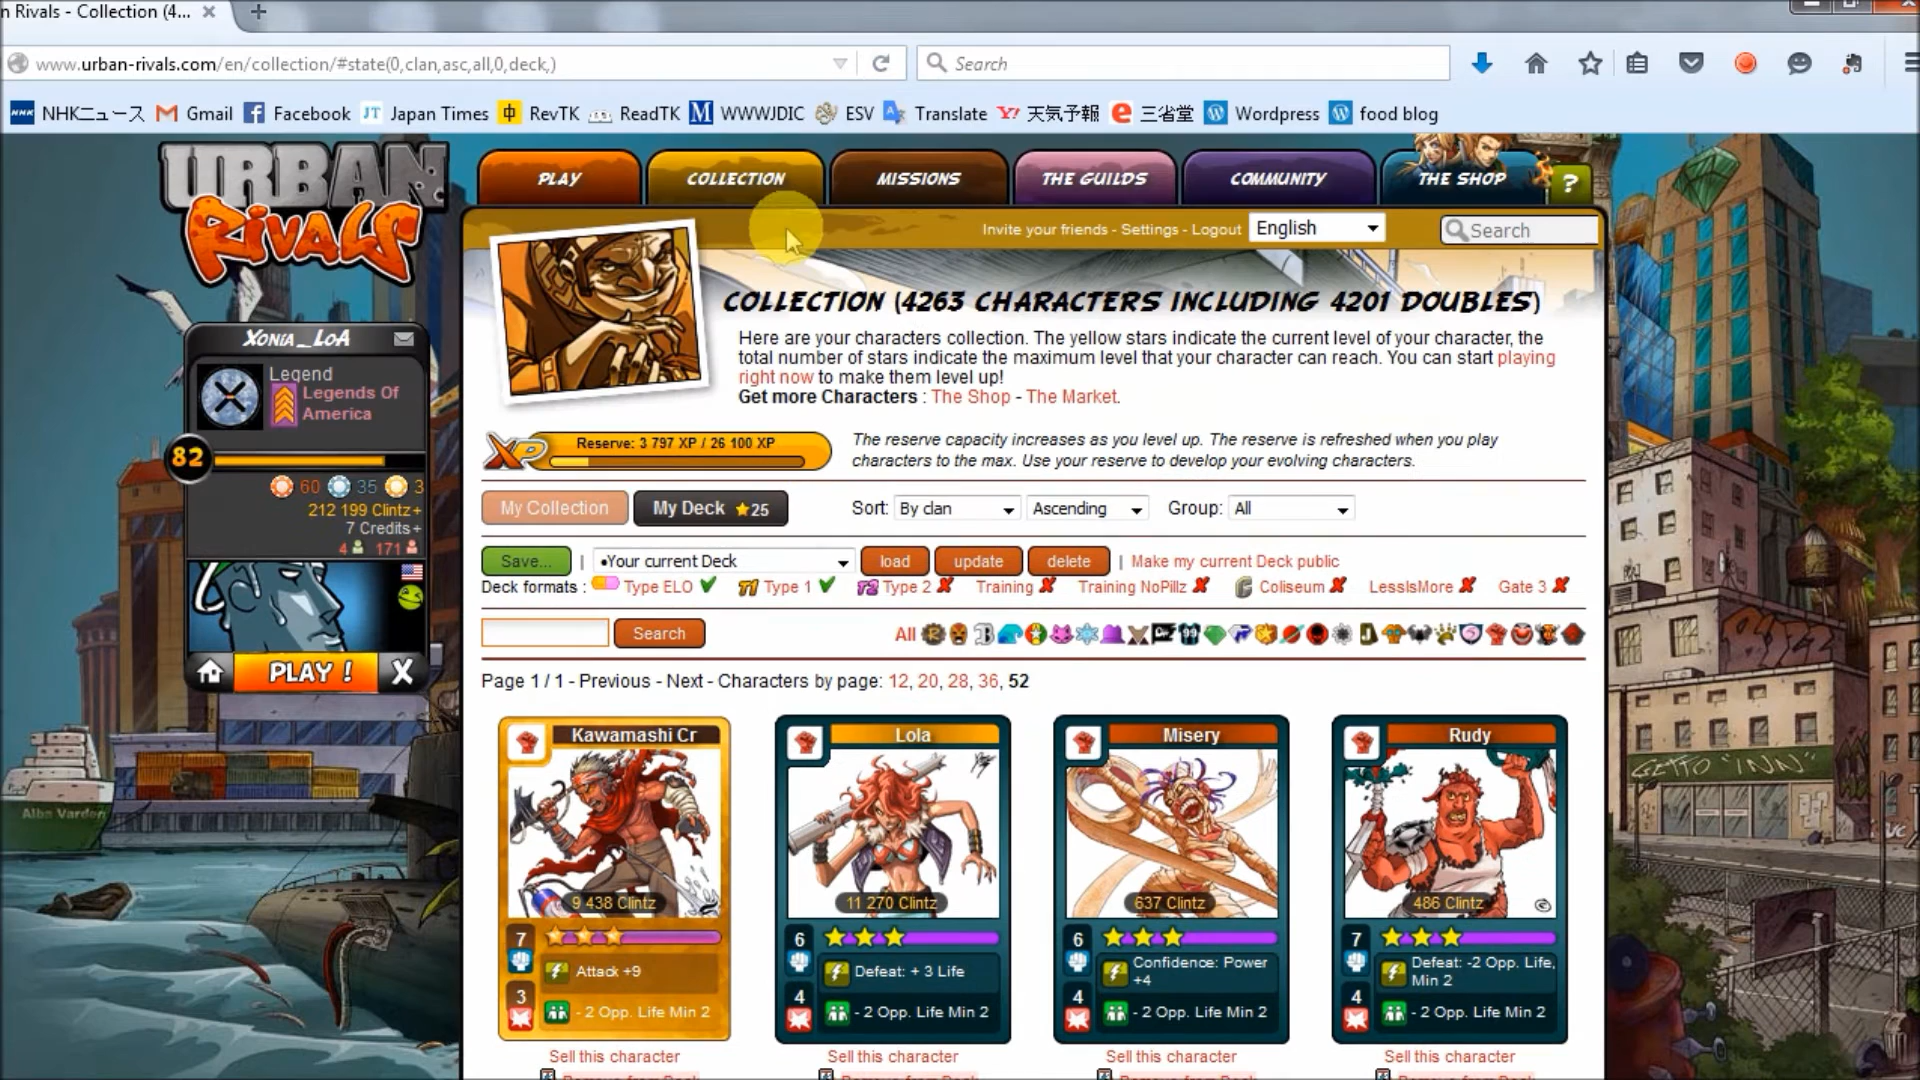 n Rivals - Collection (4...
www.urban-rivals.com/en/collection/#state(0,clan,asc,all,0,deck,)
Search
NHKニュース Gmail Facebook JT Japan Times 中 RevTK ReadTK M WWWJDIC ESV Translate Y! 天気予報 e 三省堂 Wordpress food blog
URBAN
RIVALS
PLAY COLLECTION MISSIONS THE GUILDS COMMUNITY THE SHOP ?
Invite your friends - Settings - Logout English Search
COLLECTION (4263 CHARACTERS INCLUDING 4201 DOUBLES)
Here are your characters collection. The yellow stars indicate the current level of your character, the
total number of stars indicate the maximum level that your character can reach. You can start playing
right now to make them level up!
Get more Characters : The Shop - The Market.
Xonia_LoA
Legend
Legends Of
America
82
60 35 3
212 199 Clintz+
7 Credits+
4 171
PLAY !
XP Reserve: 3 797 XP / 26 100 XP
The reserve capacity increases as you level up. The reserve is refreshed when you play
characters to the max. Use your reserve to develop your evolving characters.
My Collection My Deck 25 Sort: By clan Ascending Group: All
Save... | •Your current Deck load update delete | Make my current Deck public
Deck formats : Type ELO T1 Type 1 T2 Type 2 Training Training NoPillz Coliseum LessIsMore Gate 3
Search All
Page 1 / 1 - Previous - Next - Characters by page: 12, 20, 28, 36, 52
Kawamashi Cr
9 438 Clintz
7
Attack +9
3
- 2 Opp. Life Min 2
Sell this character
Lola
11 270 Clintz
6
Defeat: + 3 Life
4
- 2 Opp. Life Min 2
Sell this character
Misery
637 Clintz
6
Confidence: Power
+4
4
- 2 Opp. Life Min 2
Sell this character
Rudy
486 Clintz
7
Defeat: -2 Opp. Life,
Min 2
4
- 2 Opp. Life Min 2
Sell this character
Alba Varden
BIZZ
GETTO "INN"